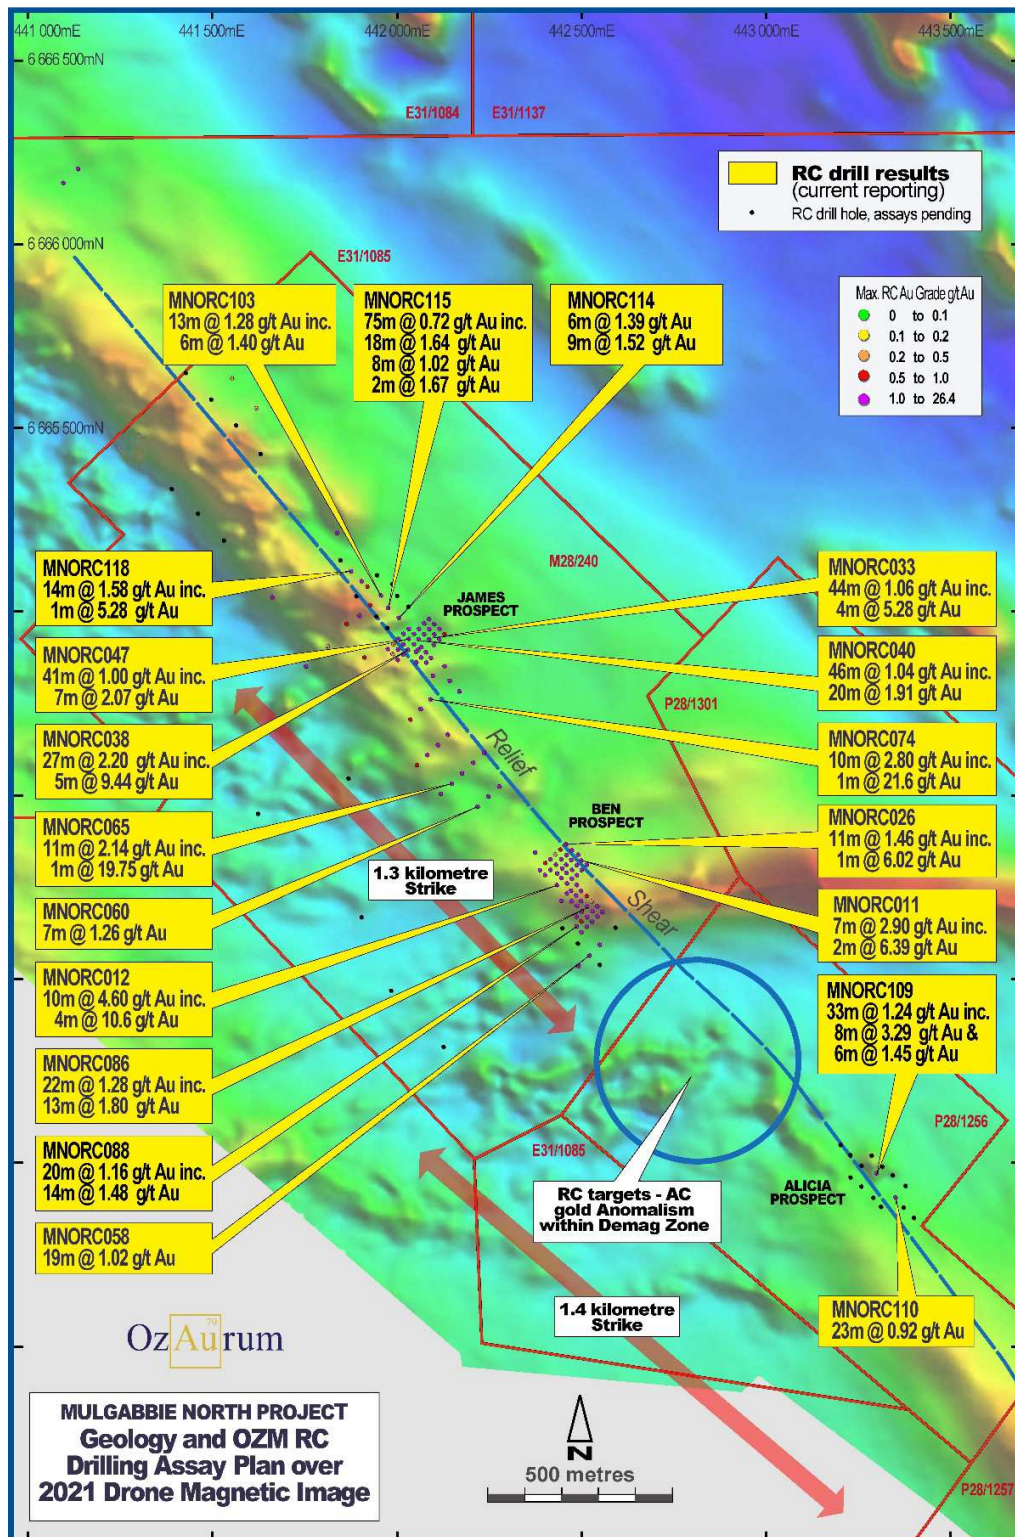 441 000mE
441 500mE
442 000mE
442 500mE
443 000mE
443 500mE
6 666 500mN
E31/1084
E31/1137
RC drill results
(current reporting)
RC drill hole, assays pending
6 666 000mN
E31/1085
Max. RC Au Grade g/t Au
0 to 0.1
0.1 to 0.2
0.2 to 0.5
0.5 to 1.0
1.0 to 26.4
MNORC103
13m @ 1.28 g/t Au inc.
6m @ 1.40 g/t Au
MNORC115
75m @ 0.72 g/t Au inc.
18m @ 1.64 g/t Au
8m @ 1.02 g/t Au
2m @ 1.67 g/t Au
MNORC114
6m @ 1.39 g/t Au
9m @ 1.52 g/t Au
6 665 500mN
M28/240
MNORC118
14m @ 1.58 g/t Au inc.
1m @ 5.28 g/t Au
JAMES
PROSPECT
MNORC033
44m @ 1.06 g/t Au inc.
4m @ 5.28 g/t Au
MNORC047
41m @ 1.00 g/t Au inc.
7m @ 2.07 g/t Au
MNORC040
46m @ 1.04 g/t Au inc.
20m @ 1.91 g/t Au
P28/1301
MNORC038
27m @ 2.20 g/t Au inc.
5m @ 9.44 g/t Au
Relief
MNORC074
10m @ 2.80 g/t Au inc.
1m @ 21.6 g/t Au
MNORC065
11m @ 2.14 g/t Au inc.
1m @ 19.75 g/t Au
BEN
PROSPECT
MNORC026
11m @ 1.46 g/t Au inc.
1m @ 6.02 g/t Au
1.3 kilometre
Strike
MNORC060
7m @ 1.26 g/t Au
Shear
MNORC011
7m @ 2.90 g/t Au inc.
2m @ 6.39 g/t Au
MNORC012
10m @ 4.60 g/t Au inc.
4m @ 10.6 g/t Au
MNORC109
33m @ 1.24 g/t Au inc.
8m @ 3.29 g/t Au &
6m @ 1.45 g/t Au
MNORC086
22m @ 1.28 g/t Au inc.
13m @ 1.80 g/t Au
P28/1256
MNORC088
20m @ 1.16 g/t Au inc.
14m @ 1.48 g/t Au
E31/1085
RC targets - AC
gold Anomalism
within Demag Zone
ALICIA
PROSPECT
MNORC058
19m @ 1.02 g/t Au
1.4 kilometre
Strike
MNORC110
23m @ 0.92 g/t Au
79
OzAurum
MULGABBIE NORTH PROJECT
Geology and OZM RC
Drilling Assay Plan over
2021 Drone Magnetic Image
N
500 metres
P28/1257